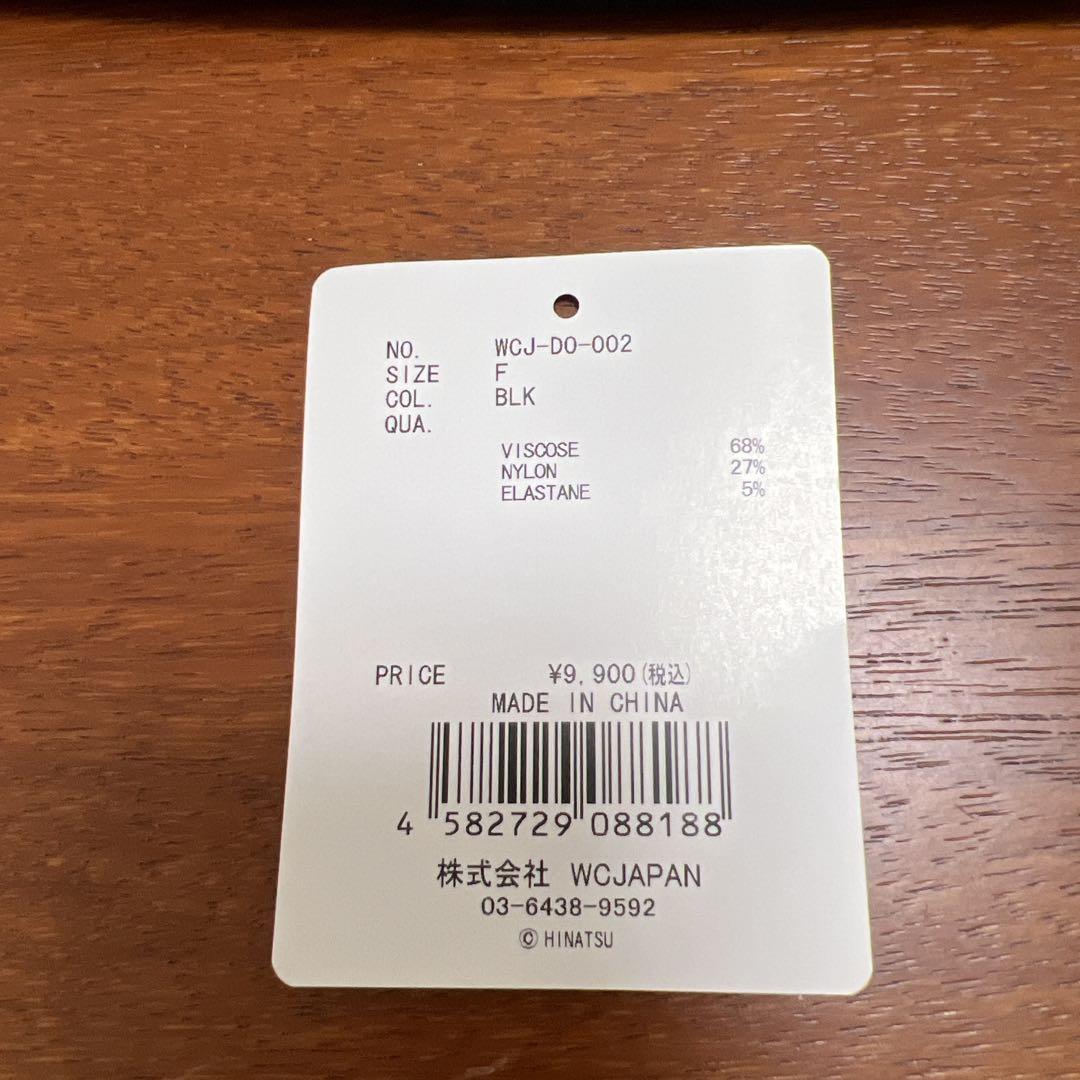 NO. WCJ-DO-002
SIZE F
COL. BLK
QUA.
VISCOSE 68%
NYLON 27%
ELASTANE 5%
PRICE ¥9,900(税込)
MADE IN CHINA
4 582729 088188
株式会社 WCJAPAN
03-6438-9592
© HINATSU